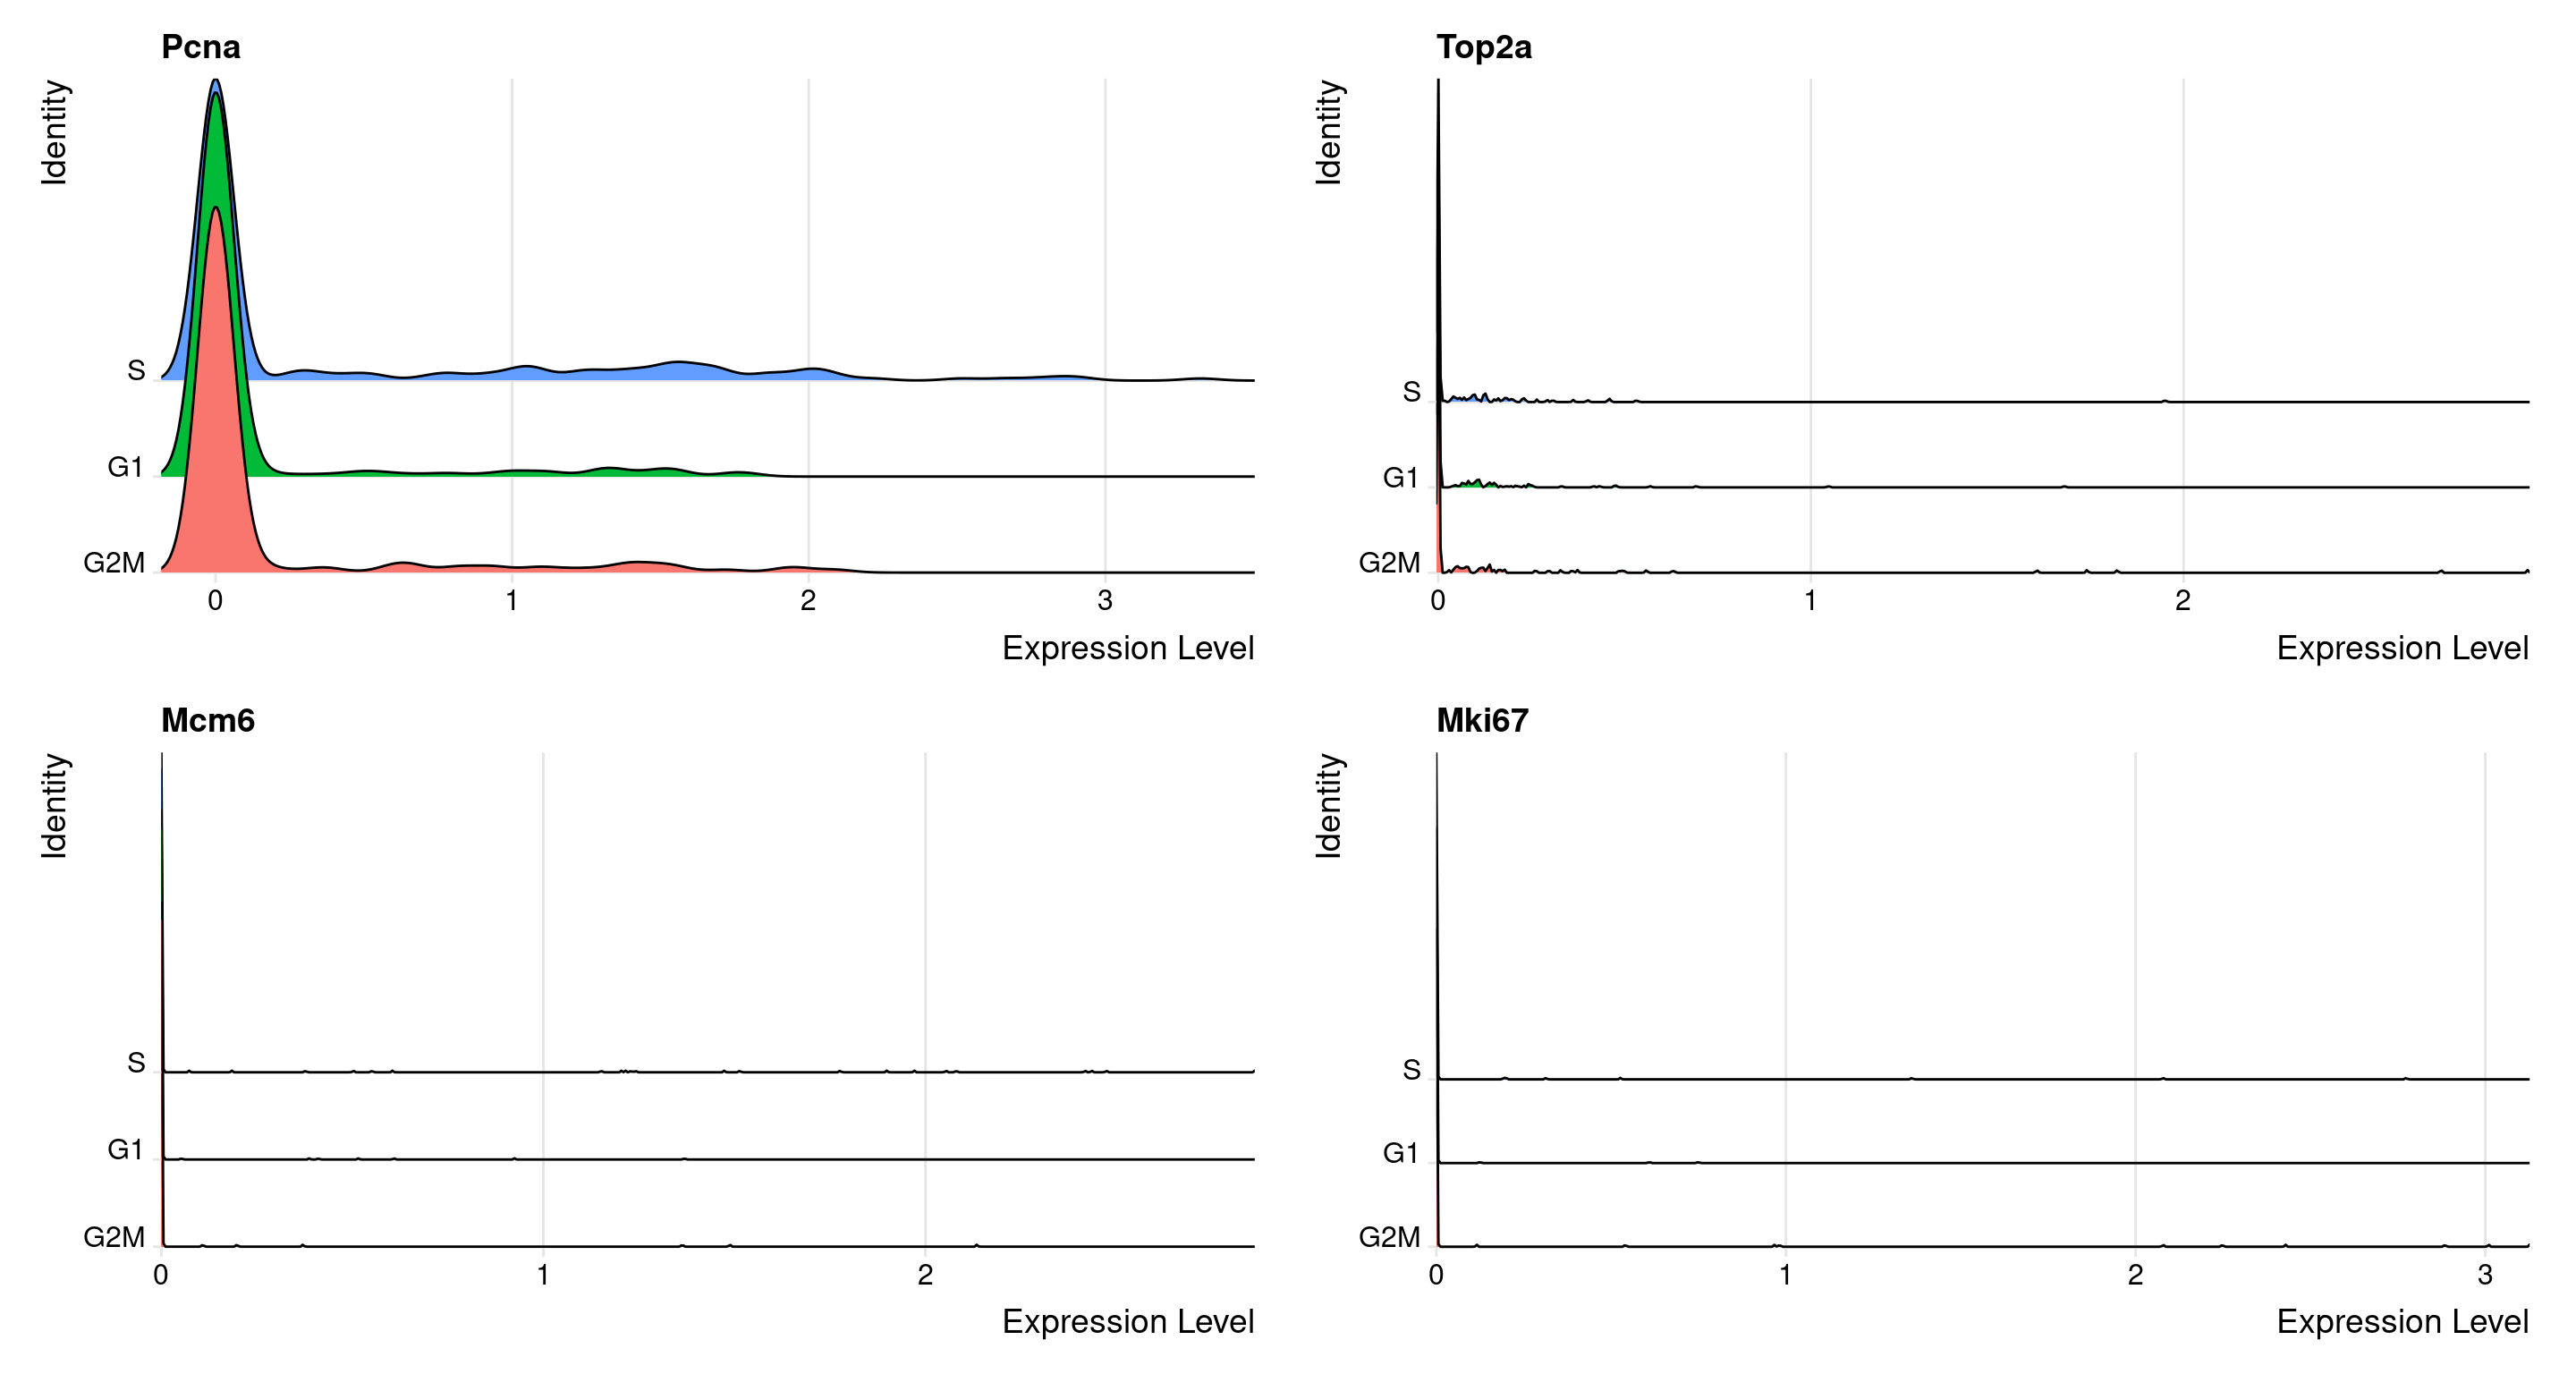 Pcna
Identity
S
G1
G2M
0 1 2 3
Expression Level
Top2a
Identity
S
G1
G2M
0 1 2
Expression Level
Mcm6
Identity
S
G1
G2M
0 1 2
Expression Level
Mki67
Identity
S
G1
G2M
0 1 2 3
Expression Level